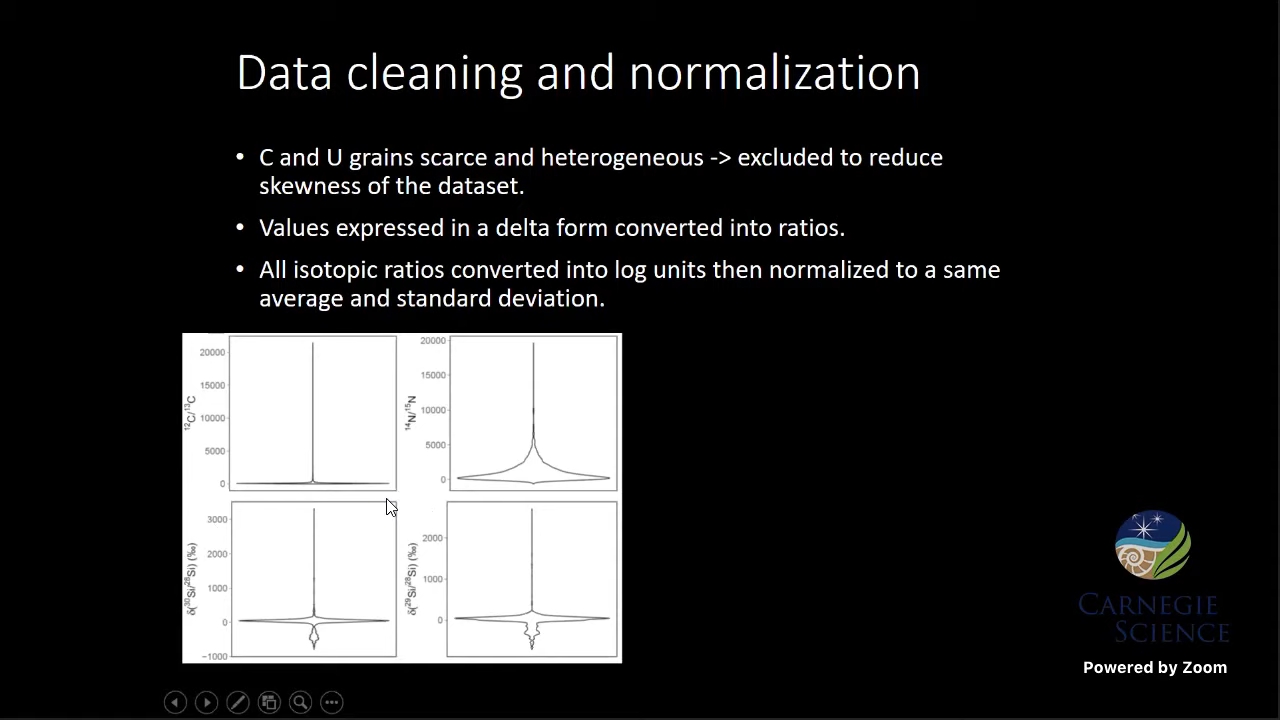 Data cleaning and normalization
• C and U grains scarce and heterogeneous -> excluded to reduce
skewness of the dataset.
• Values expressed in a delta form converted into ratios.
• All isotopic ratios converted into log units then normalized to a same
average and standard deviation.
12C/13C
20000
15000
10000
5000
0
14N/15N
20000
15000
10000
5000
0
δ(30Si/28Si) (‰)
3000
2000
1000
0
−1000
δ(29Si/28Si) (‰)
2000
1000
0
CARNEGIE
SCIENCE
Powered by Zoom